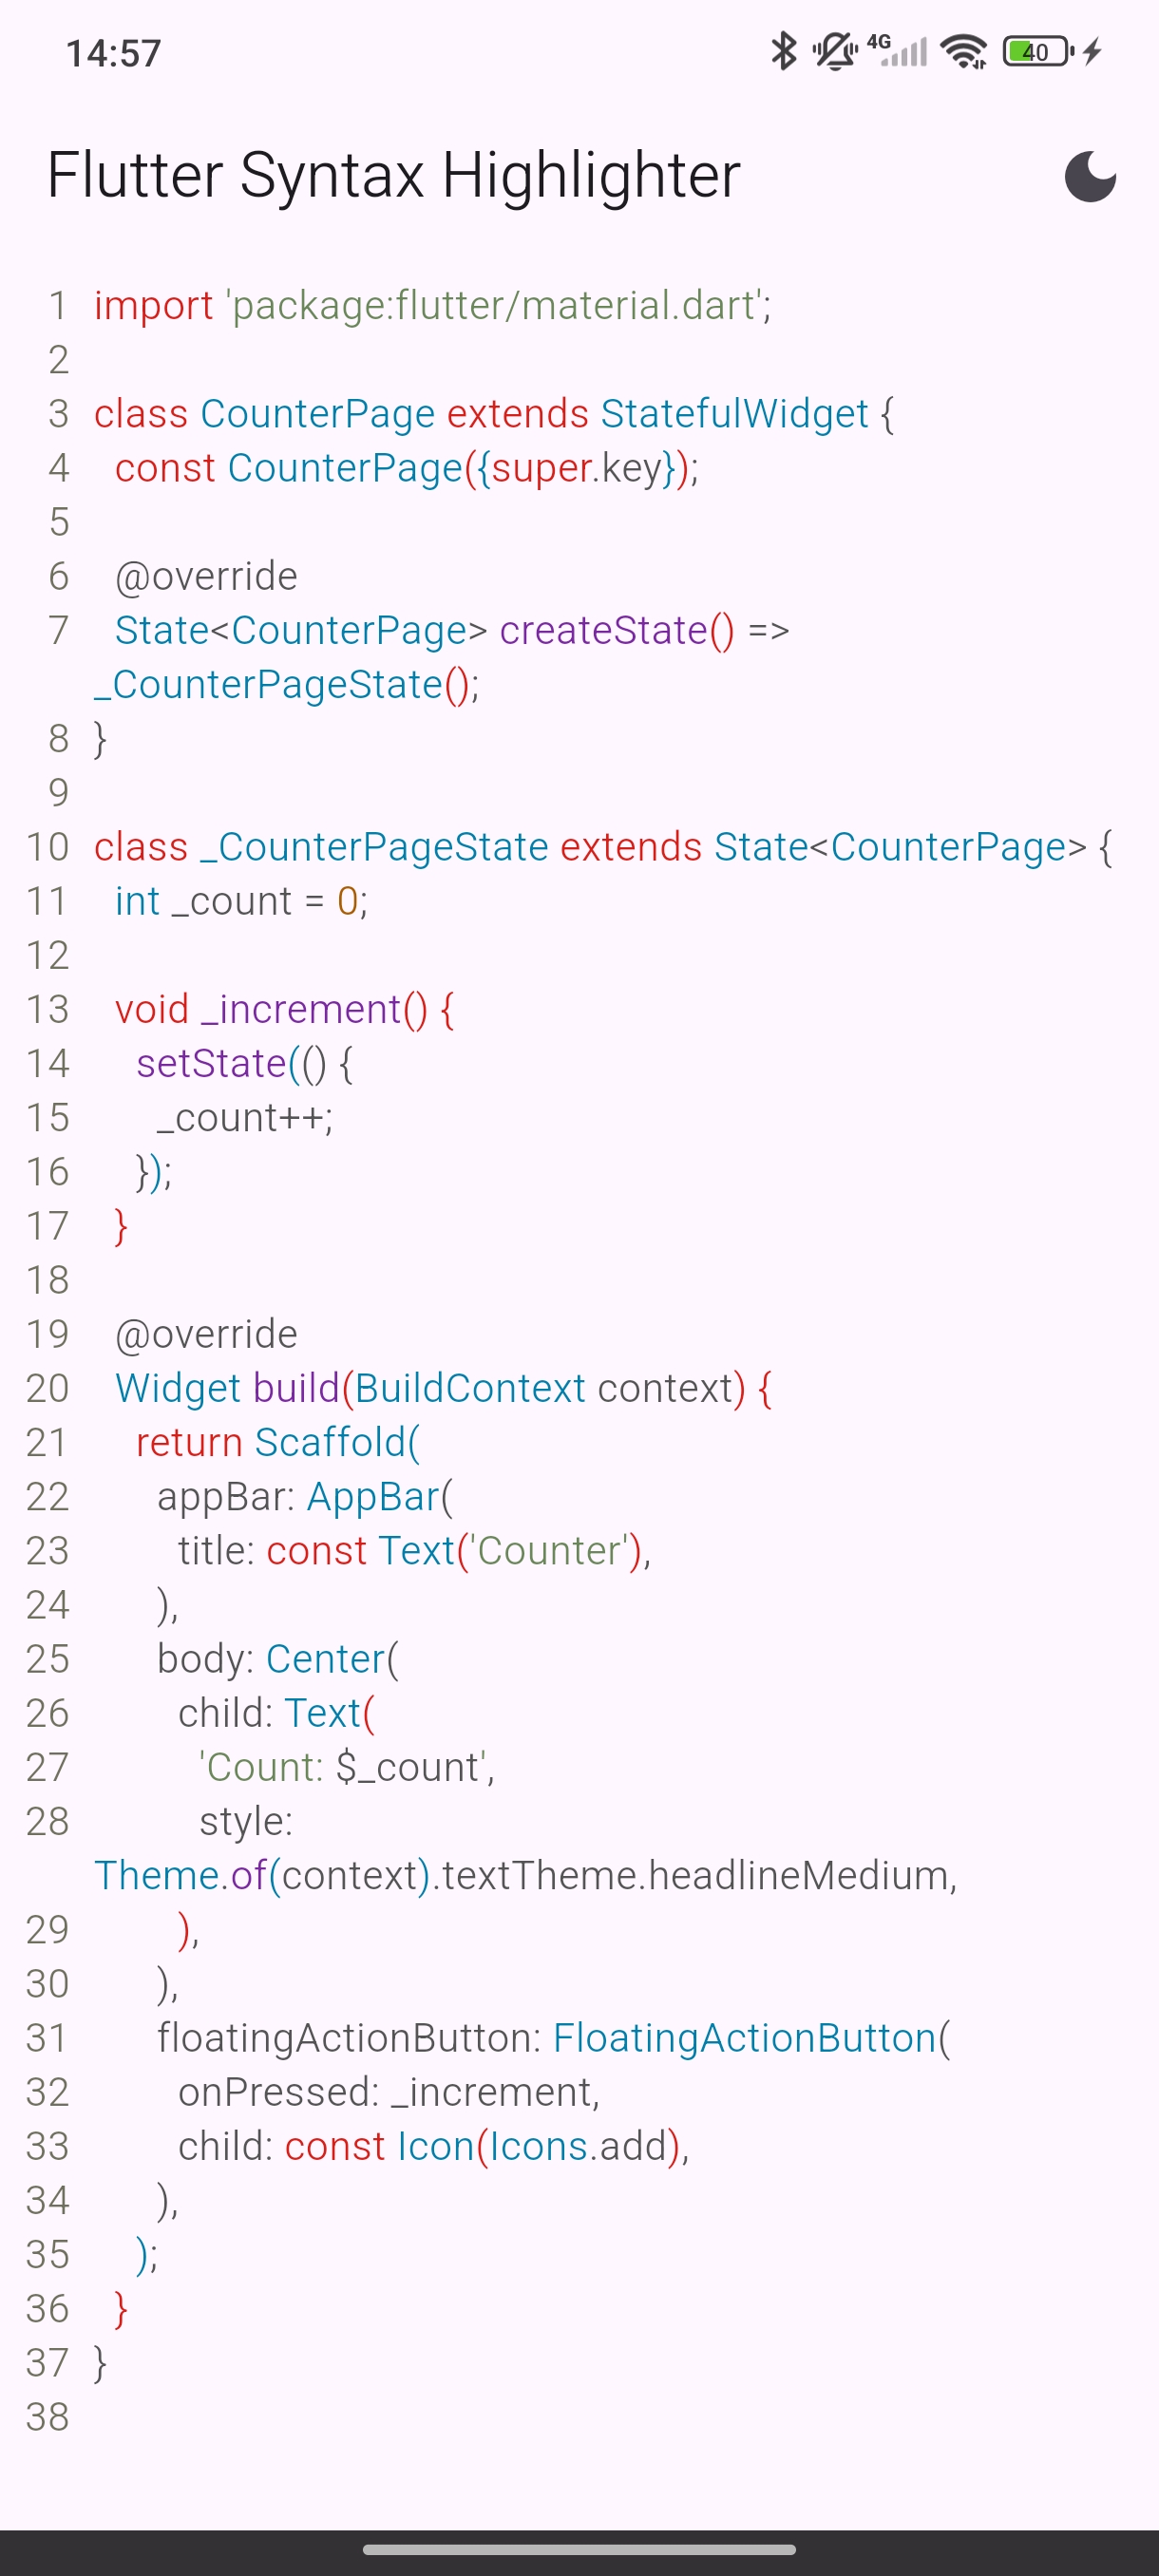 14:57 4G 40
Flutter Syntax Highlighter
1 import 'package:flutter/material.dart';
2
3 class CounterPage extends StatefulWidget {
4   const CounterPage({super.key});
5
6   @override
7   State<CounterPage> createState() =>
_CounterPageState();
8 }
9
10 class _CounterPageState extends State<CounterPage> {
11   int _count = 0;
12
13   void _increment() {
14     setState(() {
15       _count++;
16     });
17   }
18
19   @override
20   Widget build(BuildContext context) {
21     return Scaffold(
22       appBar: AppBar(
23         title: const Text('Counter'),
24       ),
25       body: Center(
26         child: Text(
27           'Count: $_count',
28           style:
Theme.of(context).textTheme.headlineMedium,
29         ),
30       ),
31       floatingActionButton: FloatingActionButton(
32         onPressed: _increment,
33         child: const Icon(Icons.add),
34       ),
35     );
36   }
37 }
38